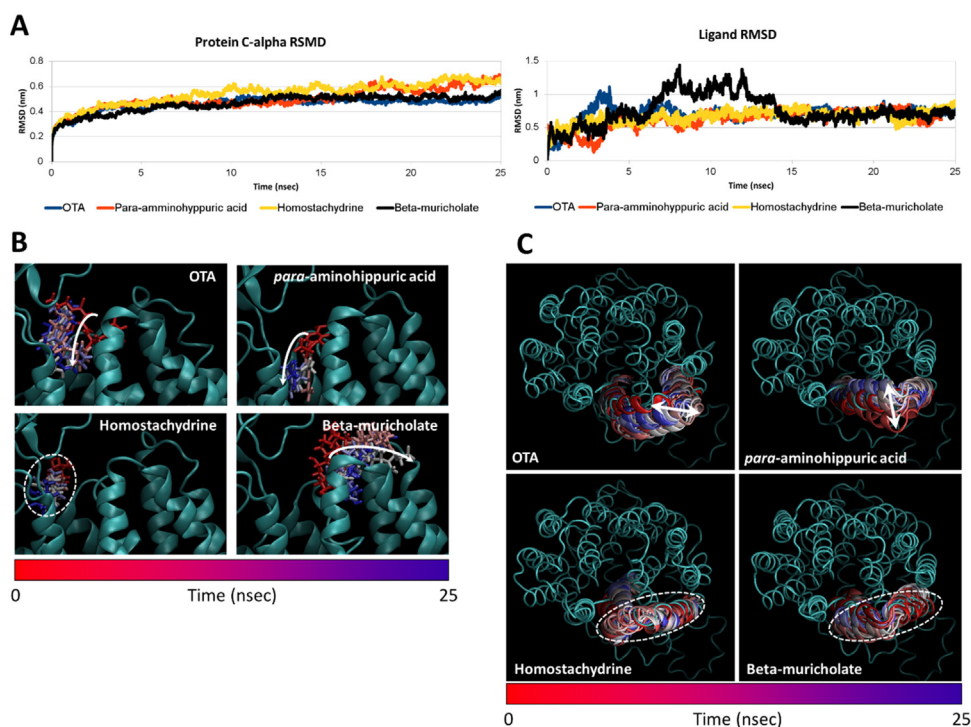 A
Protein C-alpha RSMD
RMSD (nm)
0.8
0.6
0.4
0.2
0
0 5 10 15 20 25
Time (nsec)
OTA Para-amminohyppuric acid Homostachydrine Beta-muricholate
Ligand RMSD
RMSD (nm)
1.5
1
0.5
0
0 5 10 15 20 25
Time (nsec)
OTA Para-amminohyppuric acid Homostachydrine Beta-muricholate
B
OTA
para-aminohippuric acid
Homostachydrine
Beta-muricholate
0 Time (nsec) 25
C
OTA
para-aminohippuric acid
Homostachydrine
Beta-muricholate
0 Time (nsec) 25